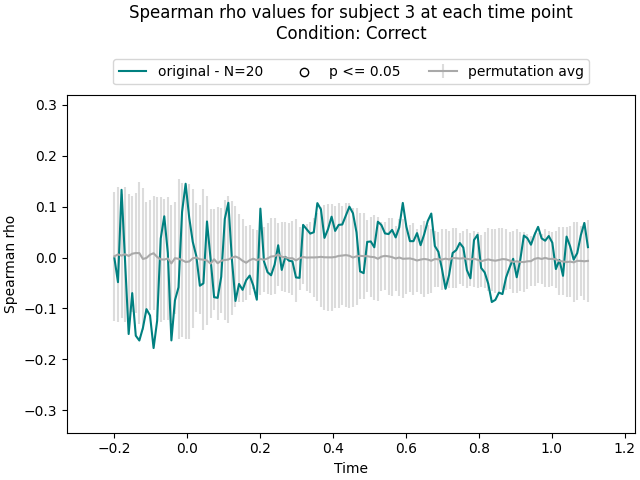 Spearman rho values for subject 3 at each time point
Condition: Correct
original - N=20
p <= 0.05
permutation avg
0.3
0.2
0.1
0.0
−0.1
−0.2
−0.3
Spearman rho
−0.2
0.0
0.2
0.4
0.6
0.8
1.0
1.2
Time